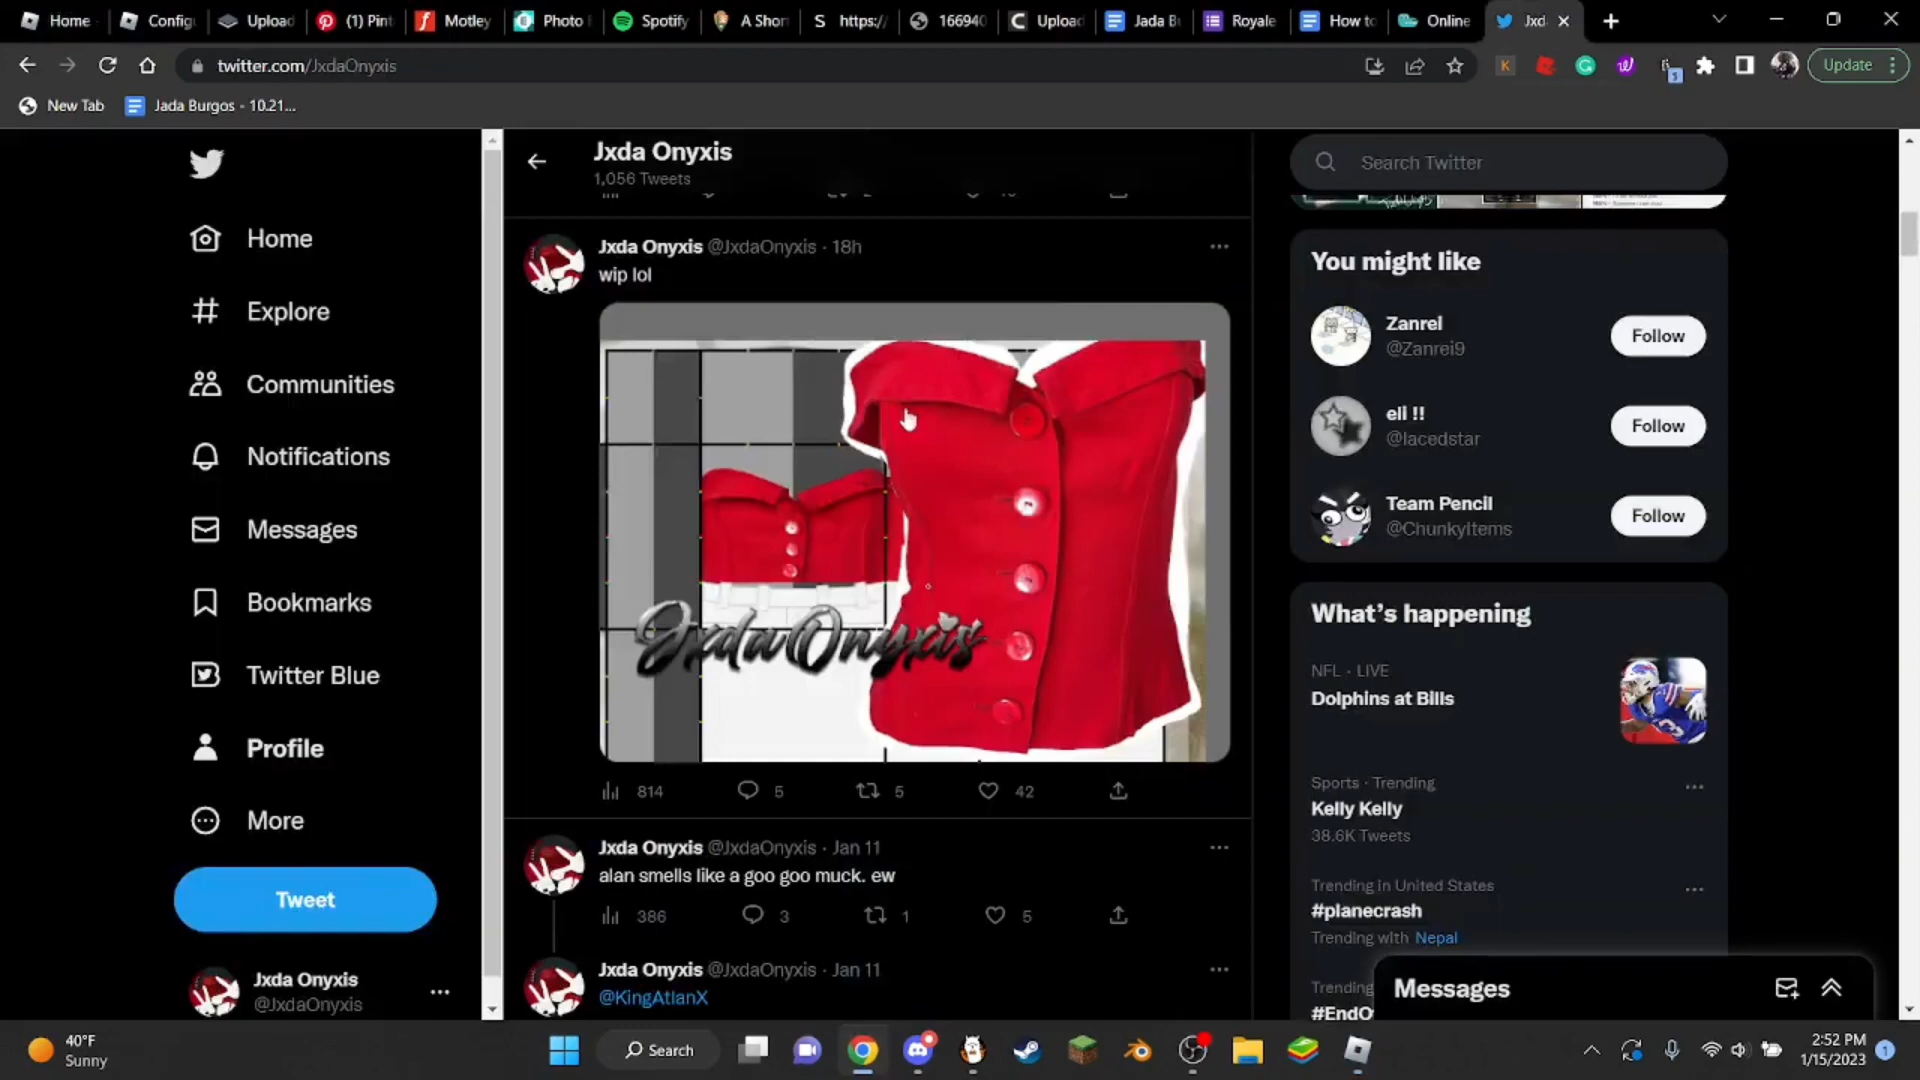 Home
Configu
Upload
(1) Pint
Motley
Photo
Spotify
A Shor
https:/
166940
Upload
Jada Bu
Royale
How to
Online
Jxd
twitter.com/JxdaOnyxis
Update
New Tab
Jada Burgos - 10.21...
Home
Explore
Communities
Notifications
Messages
Bookmarks
Twitter Blue
Profile
More
Tweet
Jxda Onyxis
@JxdaOnyxis
Jxda Onyxis
1,056 Tweets
Jxda Onyxis @JxdaOnyxis · 18h
wip lol
JxdaOnyxis
814 5 5 42
Jxda Onyxis @JxdaOnyxis · Jan 11
alan smells like a goo goo muck. ew
386 3 1 5
Jxda Onyxis @JxdaOnyxis · Jan 11
@KingAtlanX
Search Twitter
You might like
Zanrei
@Zanrei9
Follow
eli !!
@lacedstar
Follow
Team Pencil
@ChunkyItems
Follow
What's happening
NFL · LIVE
Dolphins at Bills
Sports · Trending
Kelly Kelly
38.6K Tweets
Trending in United States
#planecrash
Trending with Nepal
Trending
#EndO
Messages
40°F
Sunny
Search
2:52 PM
1/15/2023
1